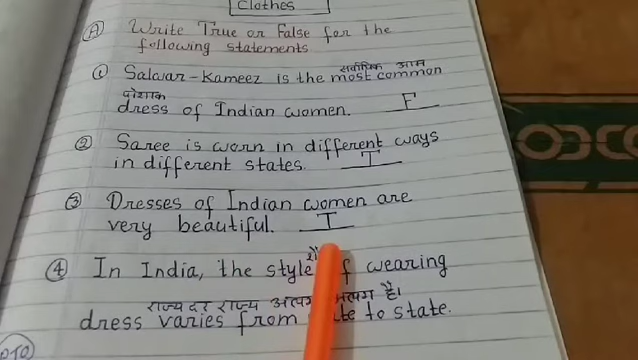 Clothes
(A) Write True or False for the
following statements
(1) Salwar-Kameez is the most common
सर्वाधिक आम
पोशाक
dress of Indian women. F
(2) Saree is worn in different ways
in different states. T
(3) Dresses of Indian women are
very beautiful. T
(4) In India, the style of wearing
राज्य दर राज्य अलग अलग है।
dress varies from to state.
PTO